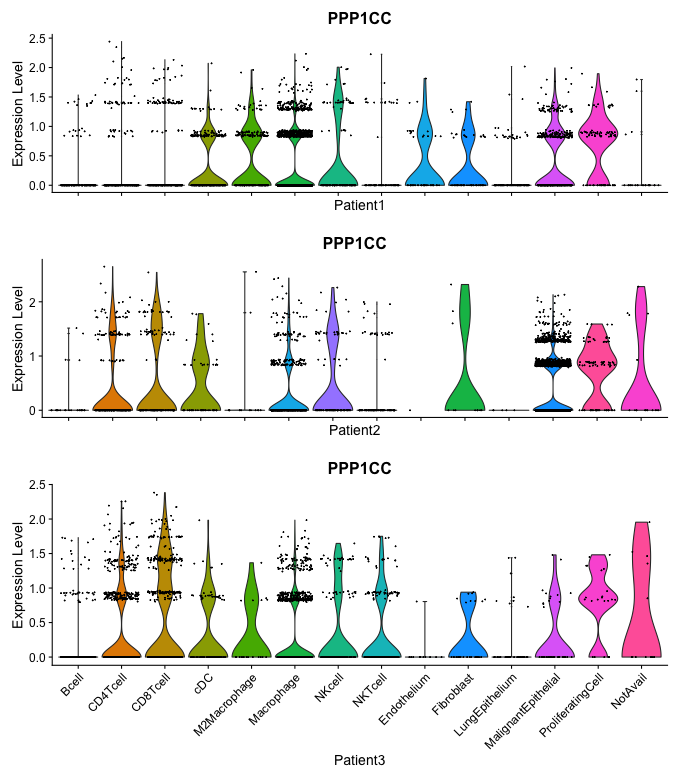 PPP1CC
Expression Level
2.5
2.0
1.5
1.0
0.5
0.0
Patient1
PPP1CC
Expression Level
2
1
0
Patient2
PPP1CC
Expression Level
2.5
2.0
1.5
1.0
0.5
0.0
Bcell
CD4Tcell
CD8Tcell
cDC
M2Macrophage
Macrophage
NKcell
NKTcell
Endothelium
Fibroblast
LungEpithelium
MalignantEpithelial
ProliferatingCell
NotAvail
Patient3